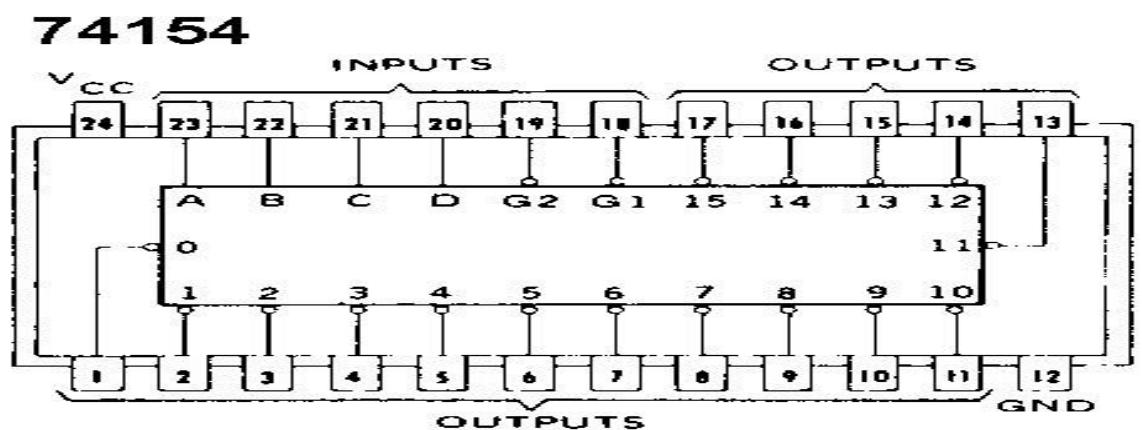 74154
INPUTS OUTPUTS
VCC
24 23 22 21 20 19 18 17 16 15 14 13
A B C D G2 G1 15 14 13 12
0 11
1 2 3 4 5 6 7 8 9 10
1 2 3 4 5 6 7 8 9 10 11 12
GND
OUTPUTS